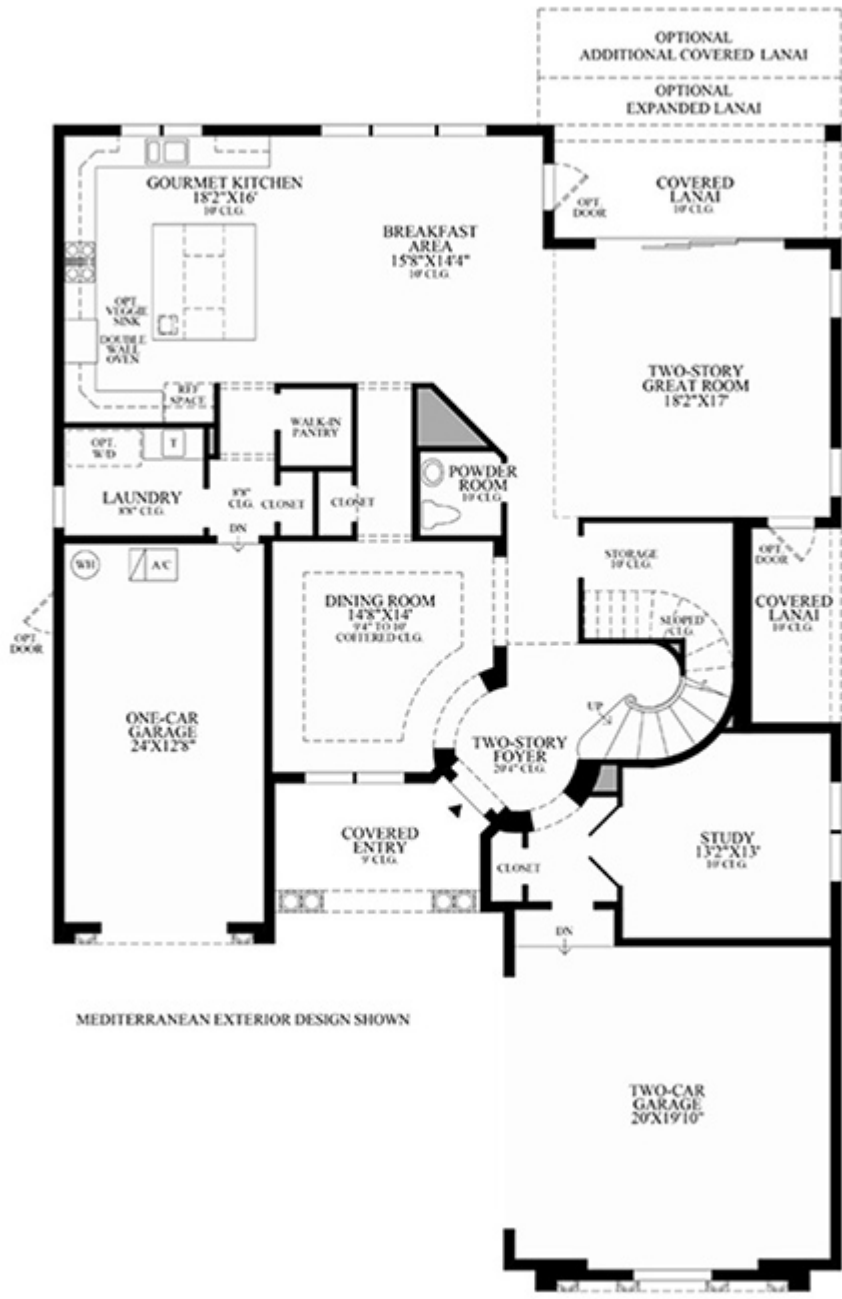 OPTIONAL
ADDITIONAL COVERED LANAI
OPTIONAL
EXPANDED LANAI
GOURMET KITCHEN
18'2"X16'
10' CLG.
COVERED
LANAI
10' CLG.
OPT.
DOOR
BREAKFAST
AREA
15'8"X14'4"
10' CLG.
OPT.
VEGGIE
SINK
DOUBLE
WALL
OVEN
REF
SPACE
TWO-STORY
GREAT ROOM
18'2"X17'
WALK-IN
PANTRY
OPT.
W/D
T
LAUNDRY
8'8" CLG.
8'8"
CLG.
CLOSET
CLOSET
DN
POWDER
ROOM
10' CLG.
WH
A/C
OPT.
DOOR
STORAGE
10' CLG.
SLOPED
CLG.
OPT.
DOOR
COVERED
LANAI
10' CLG.
DINING ROOM
14'8"X14'
9'4" TO 10'
COFFERED CLG.
ONE-CAR
GARAGE
24'X12'8"
UP
TWO-STORY
FOYER
20'4" CLG.
COVERED
ENTRY
9' CLG.
CLOSET
STUDY
13'2"X13'
10' CLG.
DN
MEDITERRANEAN EXTERIOR DESIGN SHOWN
TWO-CAR
GARAGE
20'X19'10"